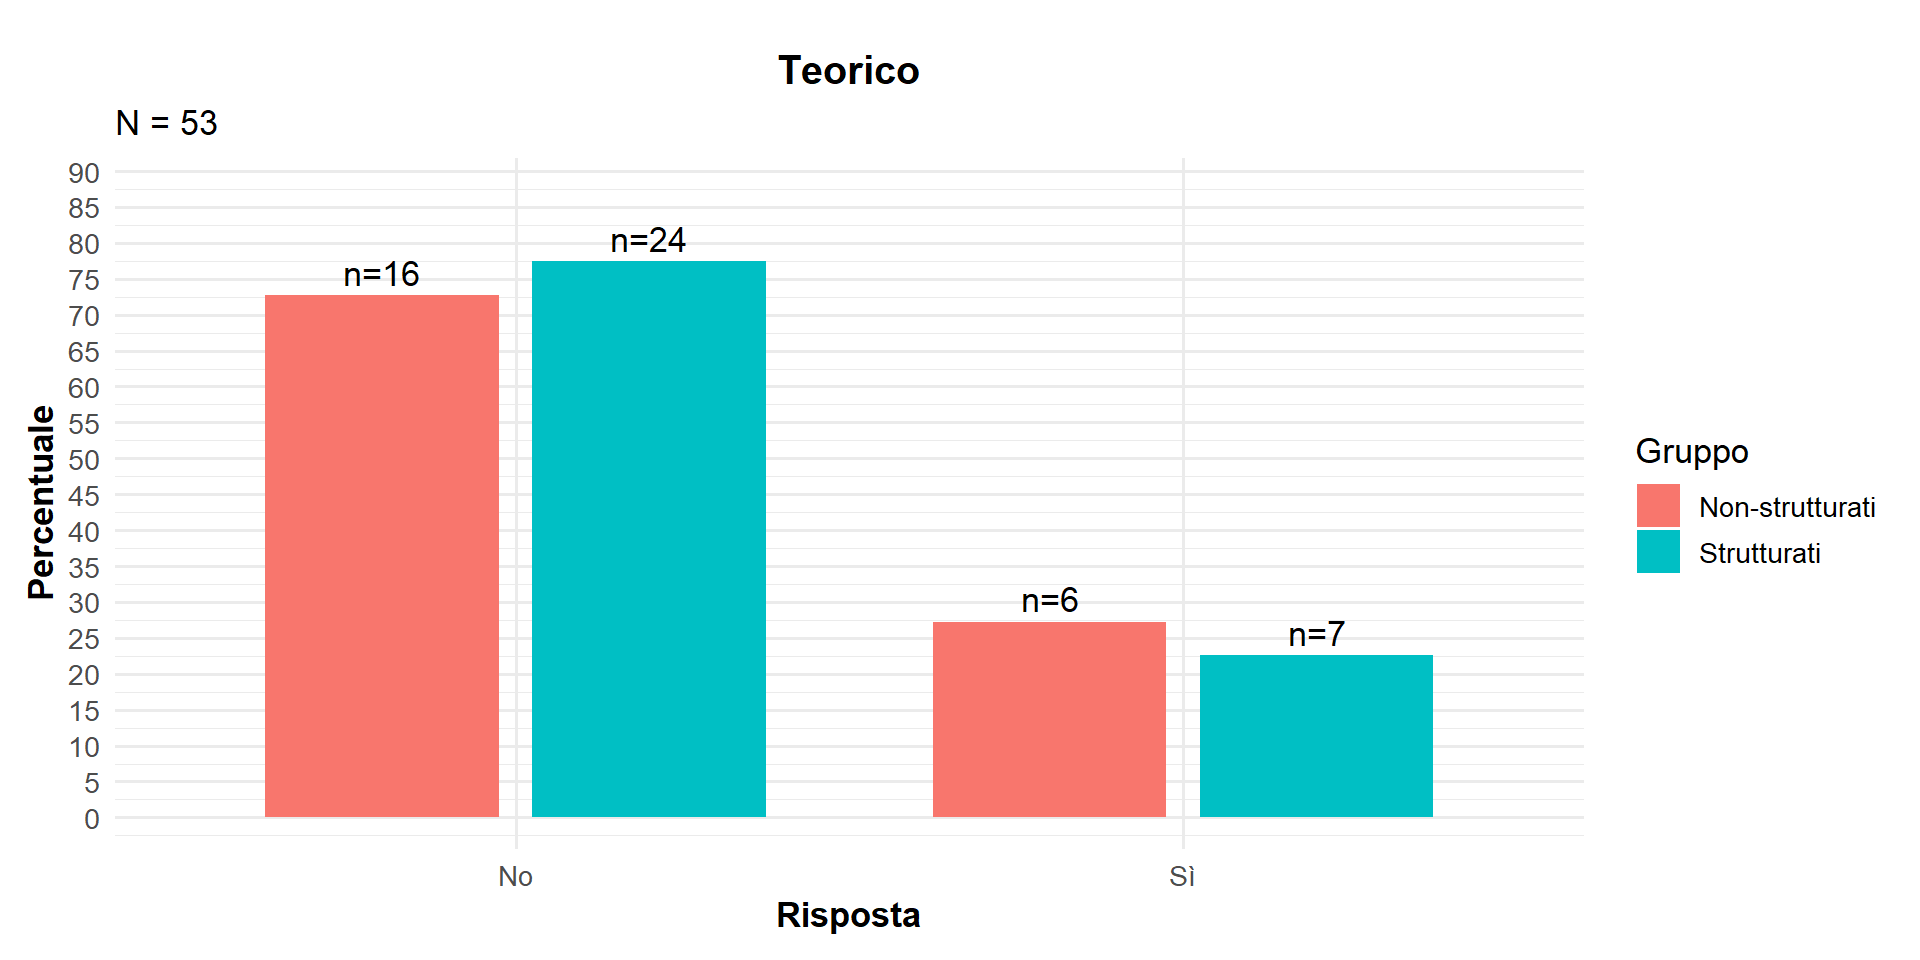 Teorico
N = 53
90
85
80
75
70
65
60
55
50
45
40
35
30
25
20
15
10
5
0
Percentuale
n=16
n=24
n=6
n=7
No
Sì
Risposta
Gruppo
Non-strutturati
Strutturati